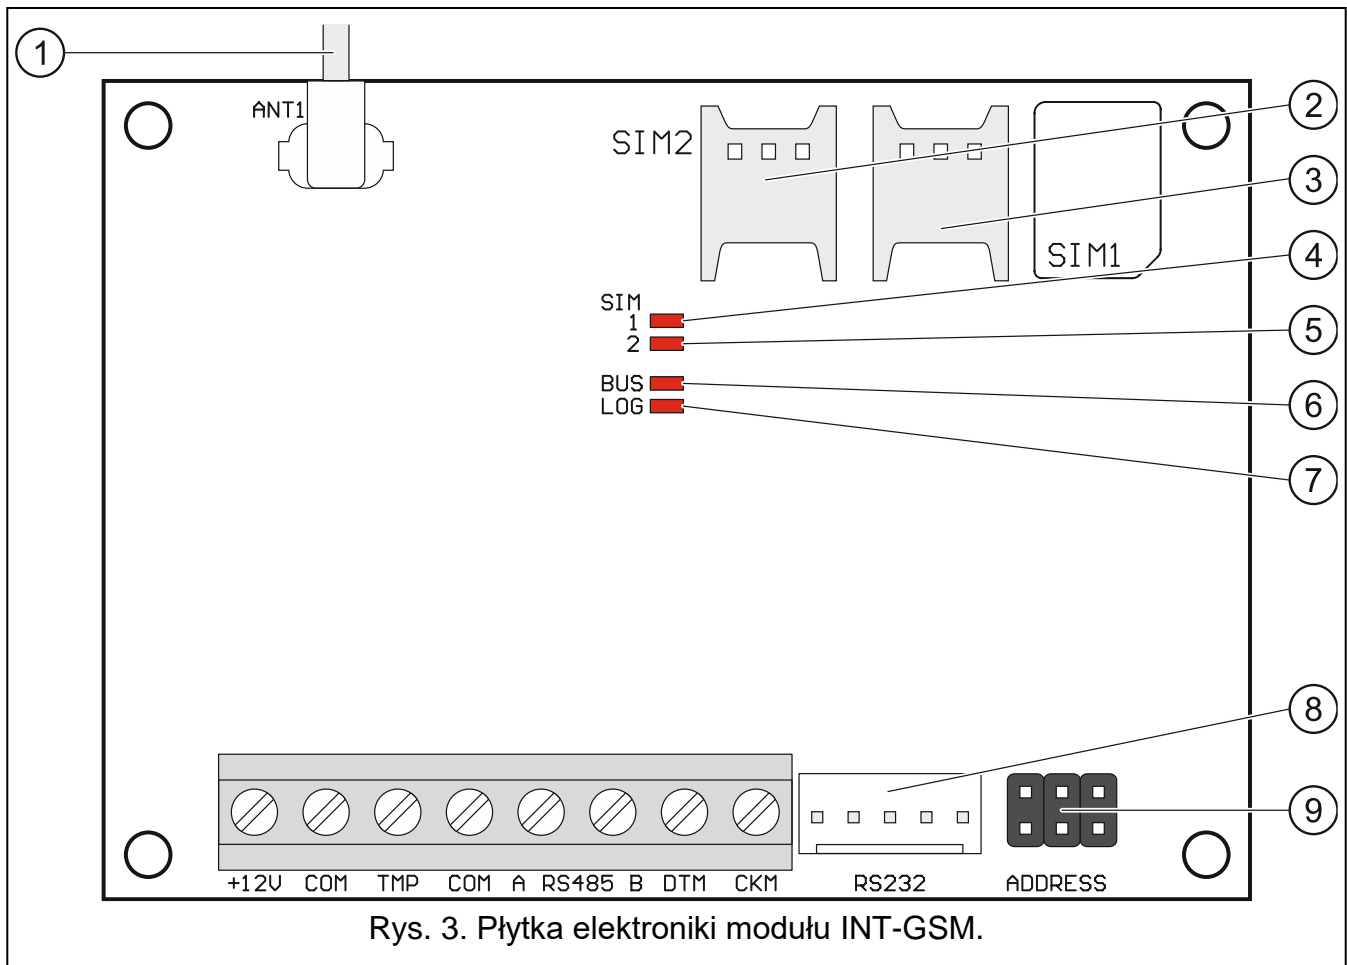 1
ANT1
2
SIM2
3
SIM1
4
SIM
1
5
2
BUS
6
LOG
7
8
9
+12V COM TMP COM A RS485 B DTM CKM RS232 ADDRESS
Rys. 3. Płytka elektroniki modułu INT-GSM.